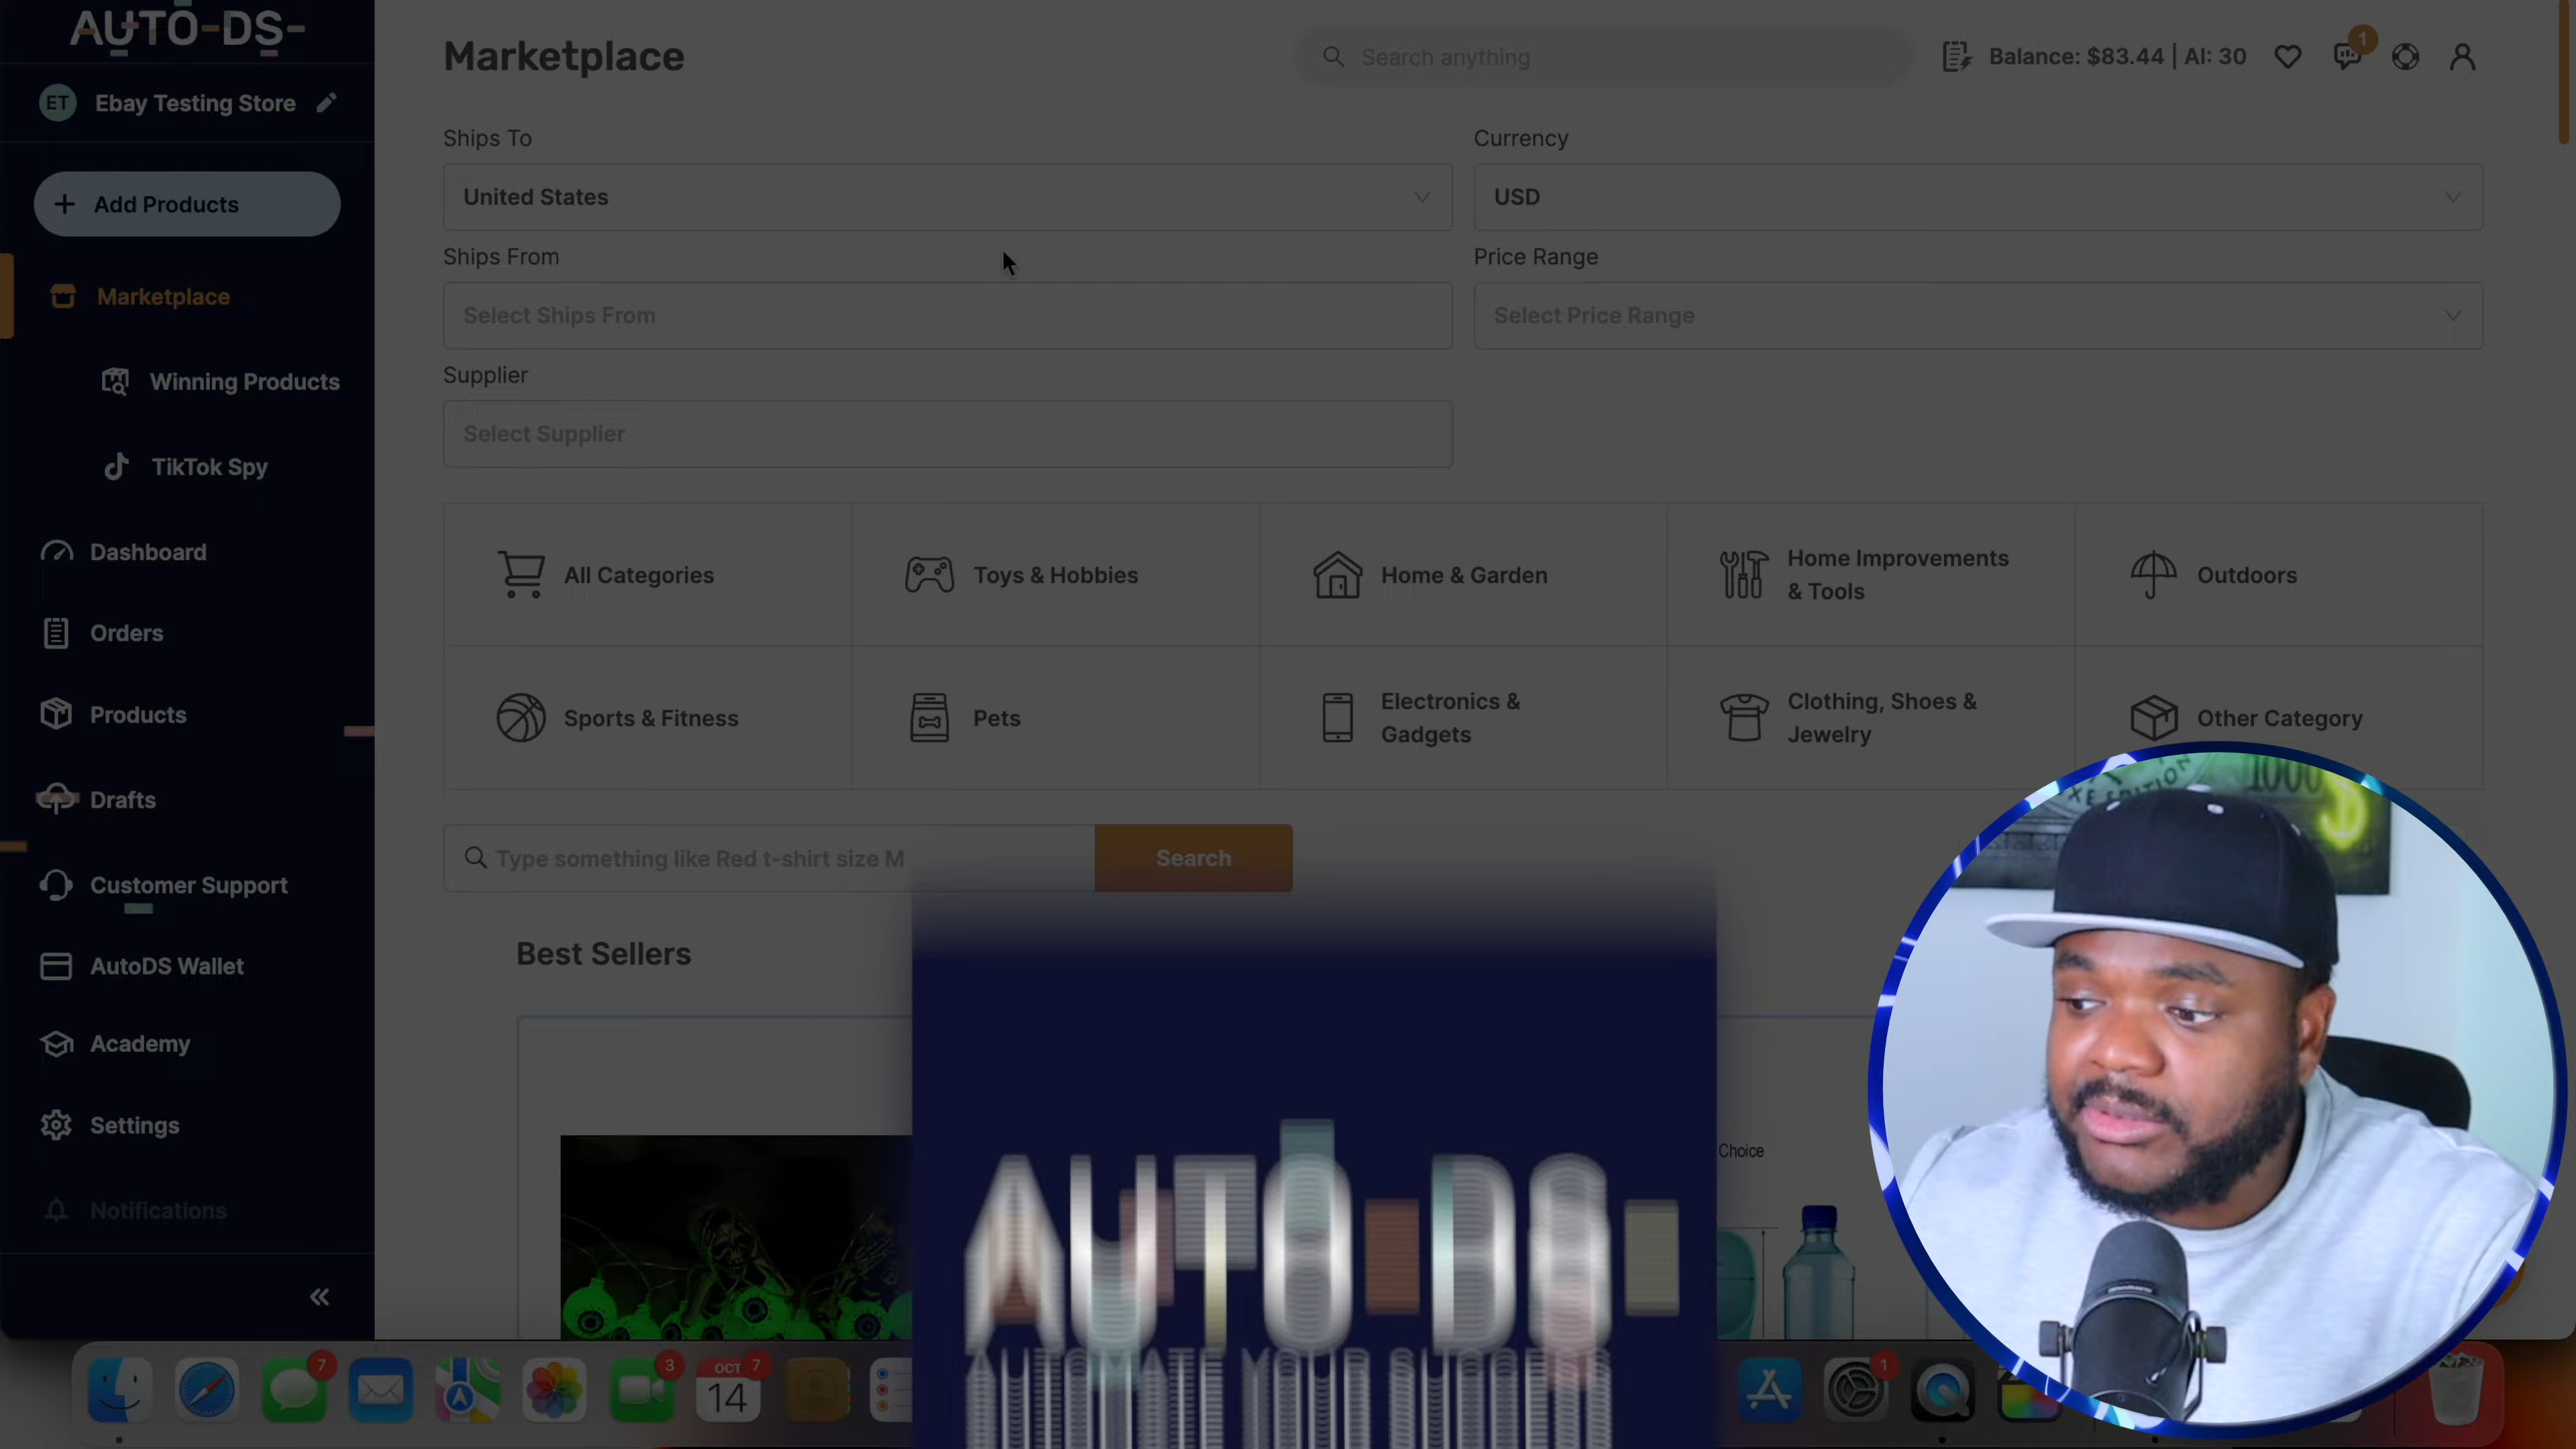 AUTO-DS-
Marketplace
Search anything
Balance: $83.44 | AI: 30
1
ET Ebay Testing Store
Ships To
Currency
+ Add Products
United States
USD
Ships From
Price Range
Marketplace
Select Ships From
Select Price Range
Winning Products
Supplier
Select Supplier
TikTok Spy
Dashboard
All Categories
Toys & Hobbies
Home & Garden
Home Improvements
& Tools
Outdoors
Orders
Products
Sports & Fitness
Pets
Electronics &
Gadgets
Clothing, Shoes &
Jewelry
Other Category
Drafts
Type something like Red t-shirt size M
Search
Customer Support
Best Sellers
AutoDS Wallet
Academy
Settings
Choice
Notifications
«
AUTO-DS-
AUTOMATE YOUR SUCCESS
7
3
OCT 7
14
1
1000
$